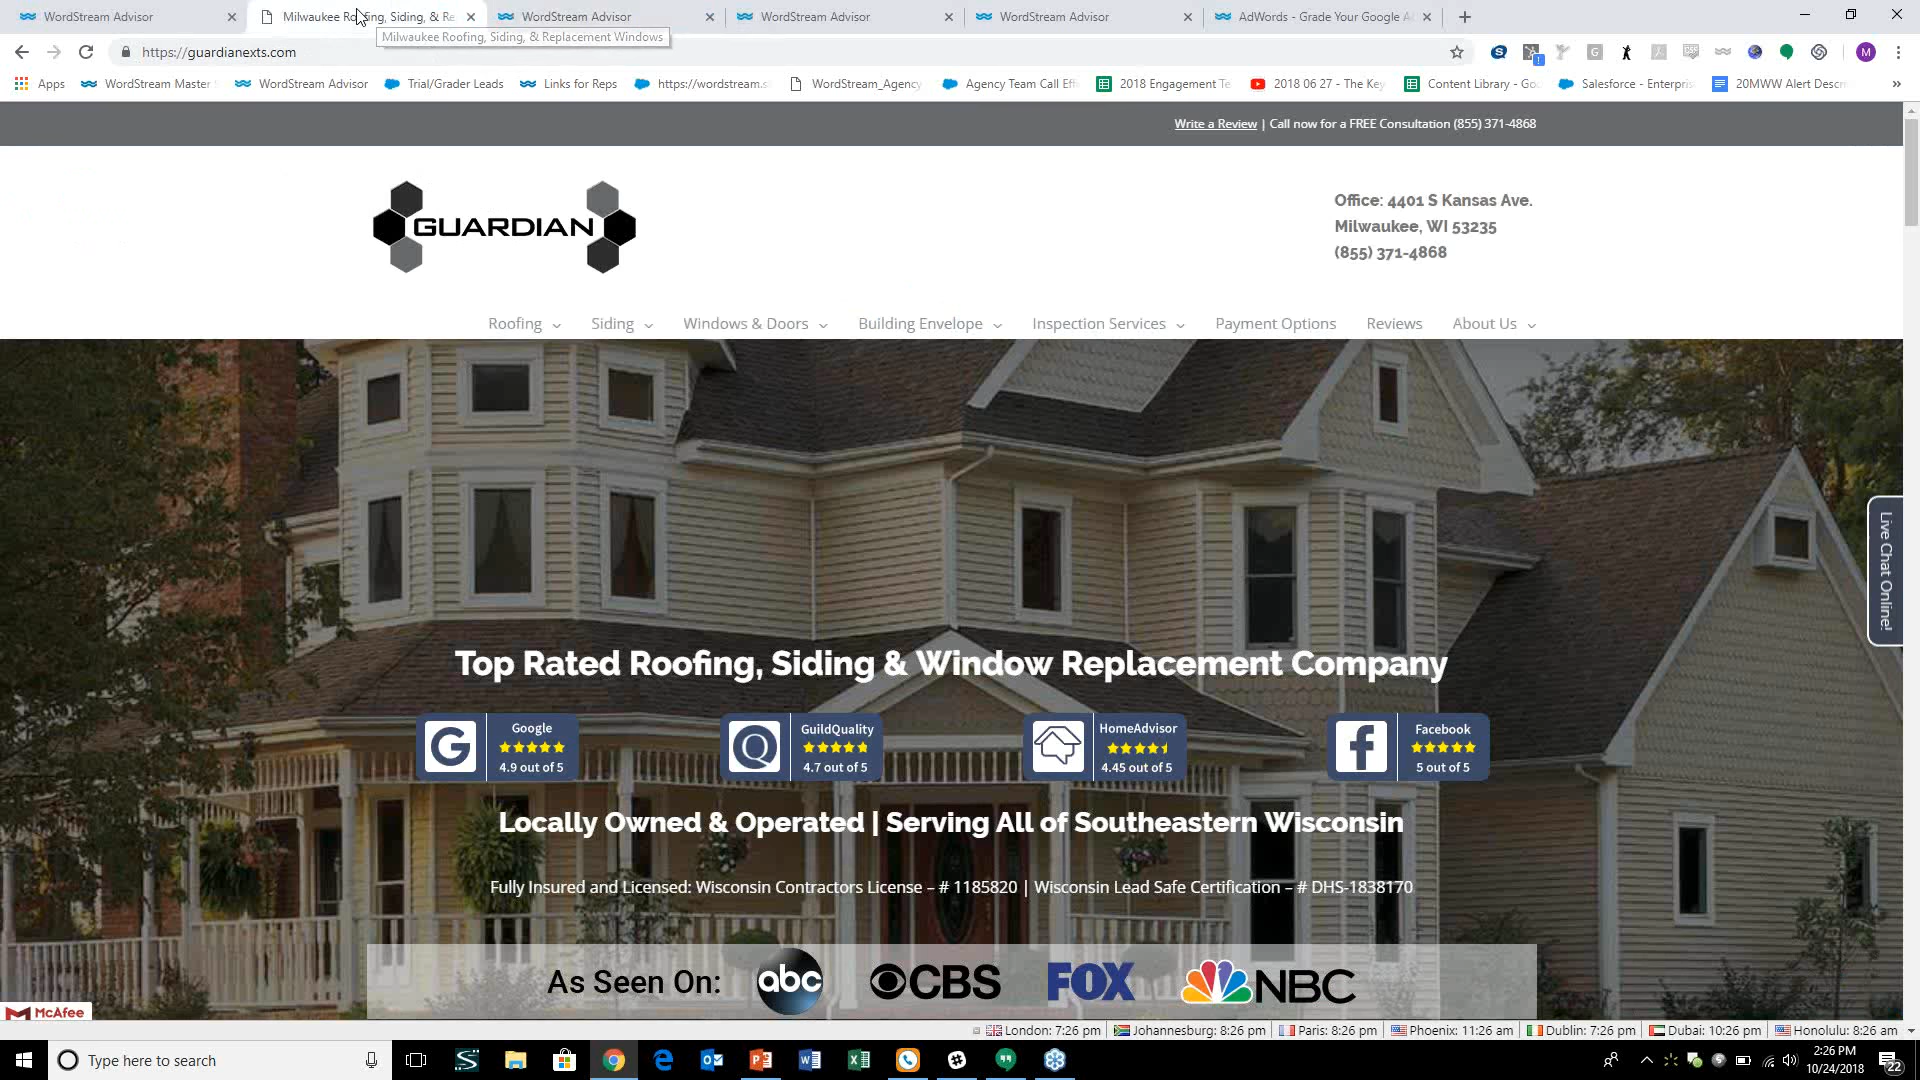 WordStream Advisor
Milwaukee Roofing, Siding, & Re
WordStream Advisor
WordStream Advisor
WordStream Advisor
AdWords - Grade Your Google A
Milwaukee Roofing, Siding, & Replacement Windows
https://guardianexts.com
M
Apps
WordStream Master
WordStream Advisor
Trial/Grader Leads
Links for Reps
https://wordstream.s
WordStream_Agency
Agency Team Call Effi
2018 Engagement Te
2018 06 27 - The Key
Content Library - Goo
Salesforce - Enterpris
20MWW Alert Descri
»
Write a Review | Call now for a FREE Consultation (855) 371-4868
GUARDIAN
Office: 4401 S Kansas Ave.
Milwaukee, WI 53235
(855) 371-4868
Roofing
Siding
Windows & Doors
Building Envelope
Inspection Services
Payment Options
Reviews
About Us
Live Chat Online!
Top Rated Roofing, Siding & Window Replacement Company
G
Google
4.9 out of 5
Q
GuildQuality
4.7 out of 5
HomeAdvisor
4.45 out of 5
f
Facebook
5 out of 5
Locally Owned & Operated | Serving All of Southeastern Wisconsin
Fully Insured and Licensed: Wisconsin Contractors License – # 1185820 | Wisconsin Lead Safe Certification – # DHS-1838170
As Seen On:
abc
CBS
FOX
NBC
McAfee
London: 7:26 pm
Johannesburg: 8:26 pm
Paris: 8:26 pm
Phoenix: 11:26 am
Dublin: 7:26 pm
Dubai: 10:26 pm
Honolulu: 8:26 am
Type here to search
2:26 PM
10/24/2018
22